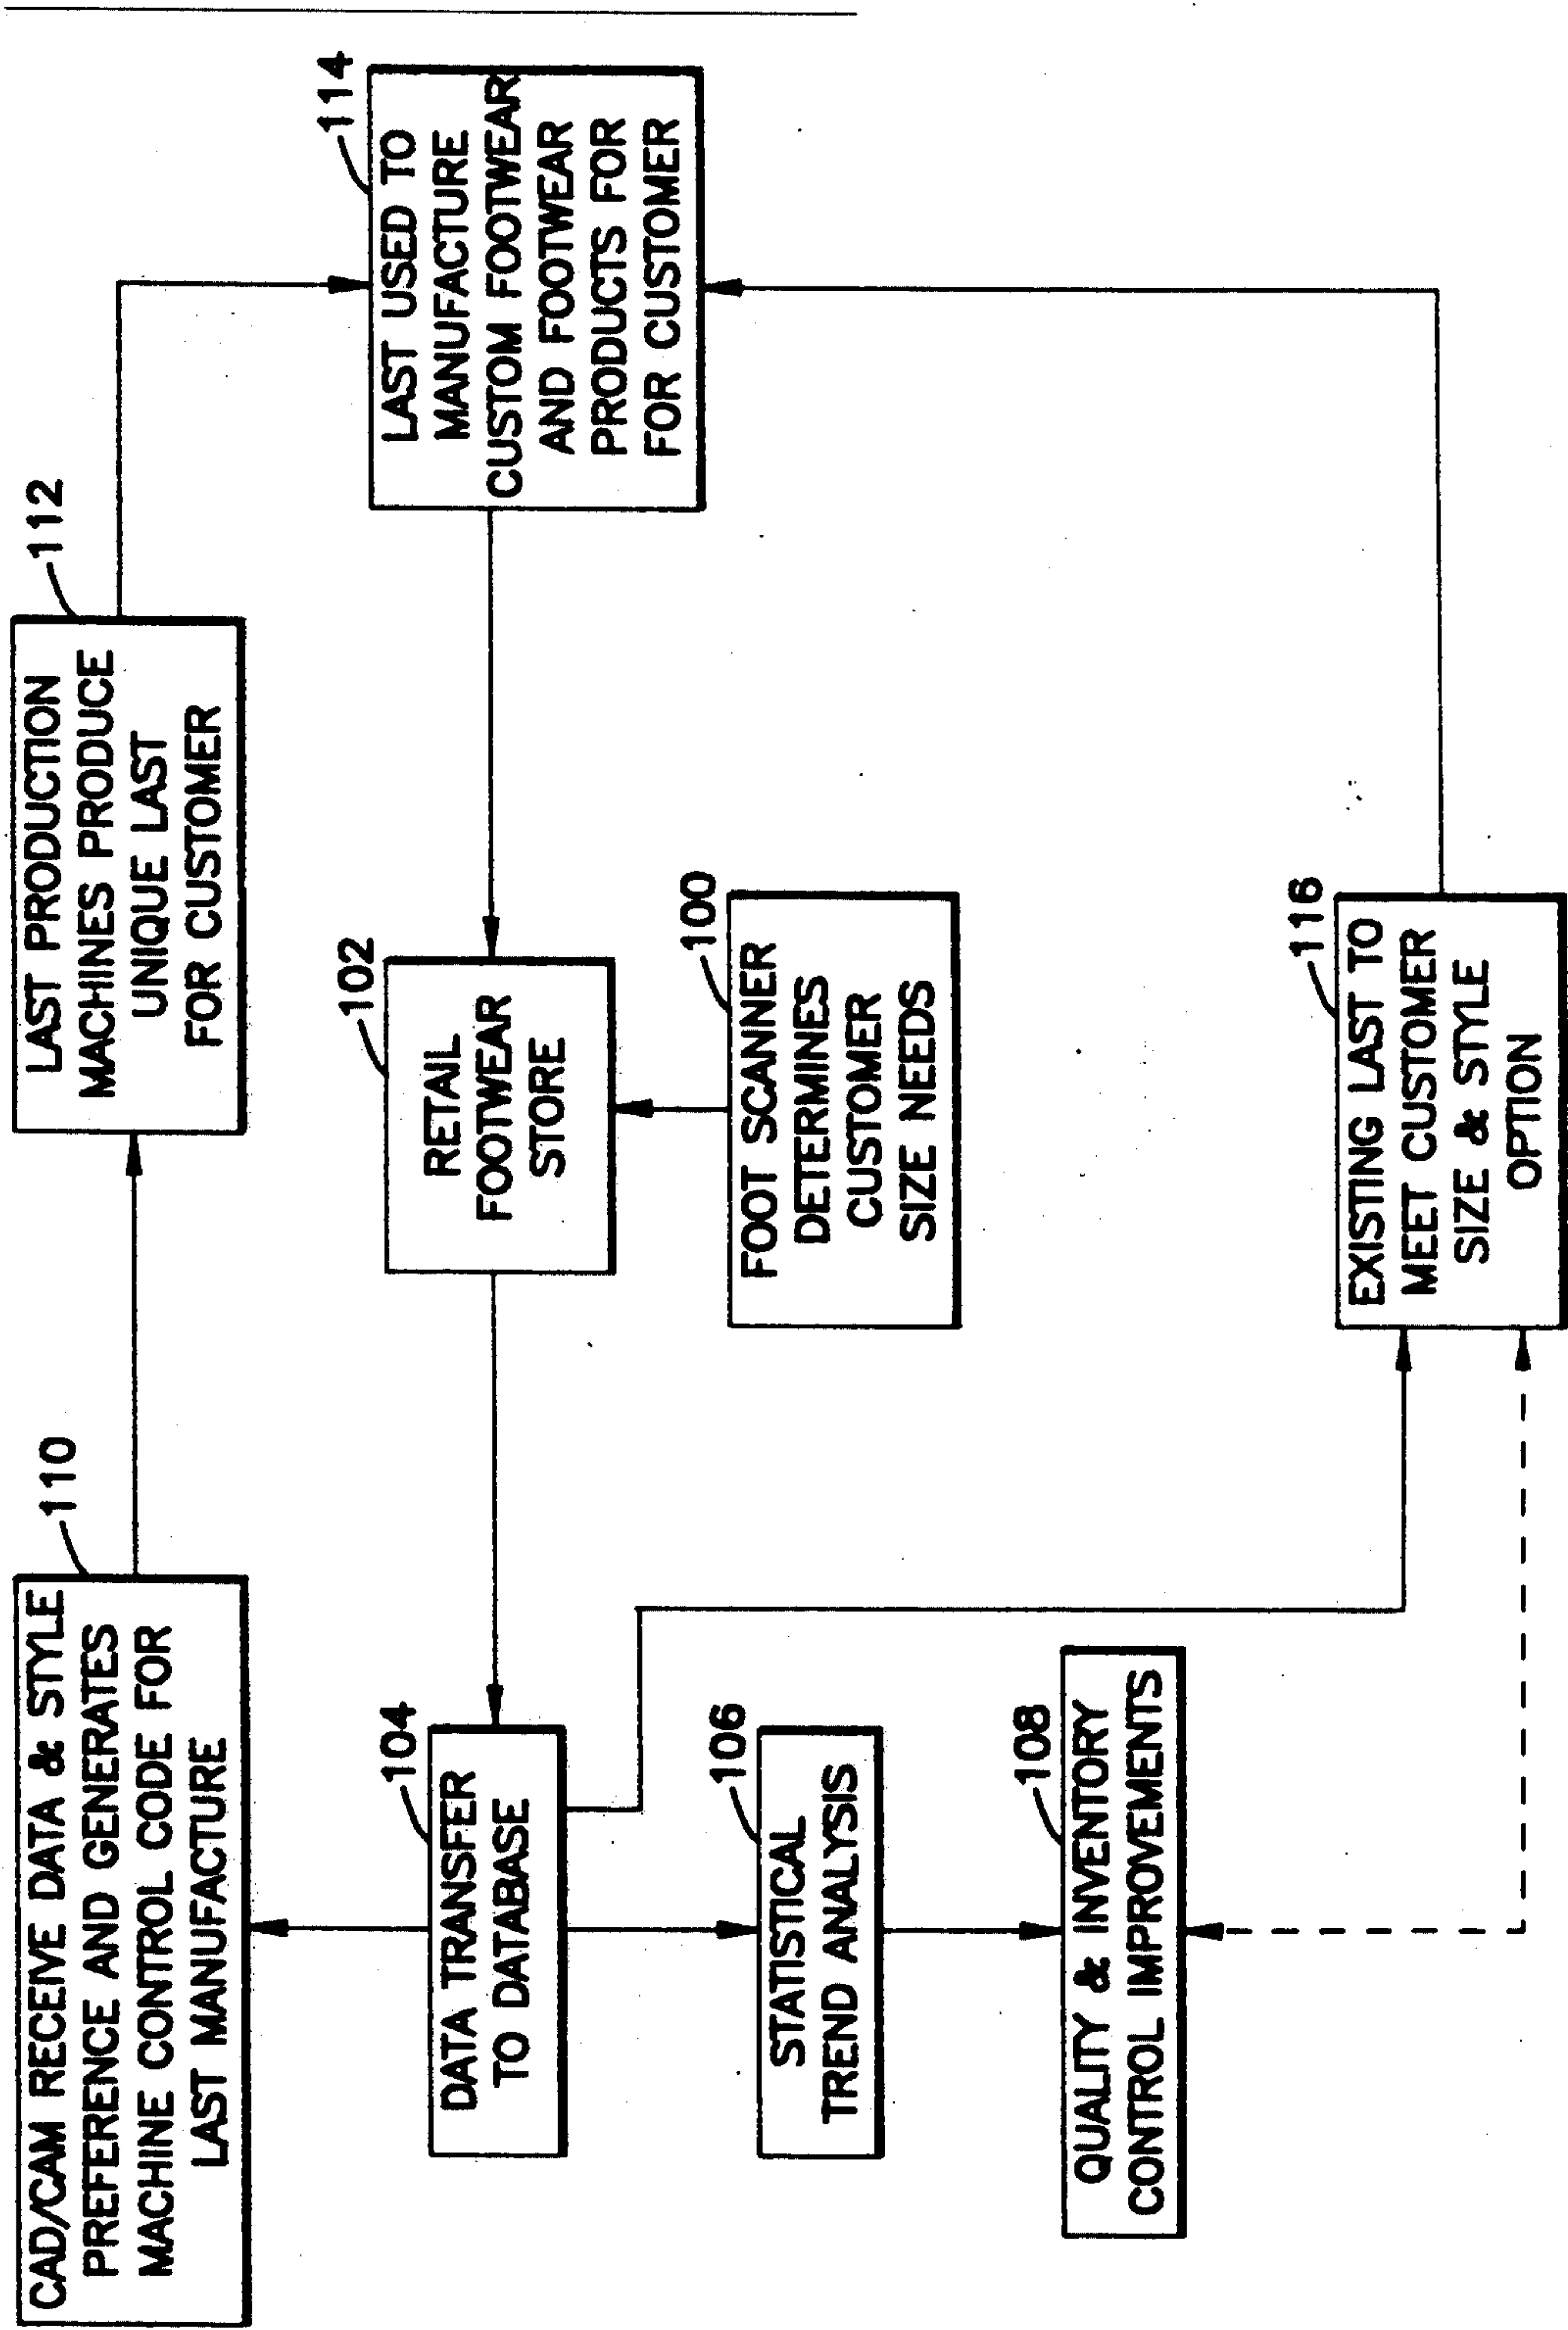 110
CAD/CAM RECEIVE DATA & STYLE
PREFERENCE AND GENERATES
MACHINE CONTROL CODE FOR
LAST MANUFACTURE
112
LAST PRODUCTION
MACHINES PRODUCE
UNIQUE LAST
FOR CUSTOMER
104
DATA TRANSFER
TO DATABASE
102
RETAIL
FOOTWEAR
STORE
114
LAST USED TO
MANUFACTURE
CUSTOM FOOTWEAR
AND FOOTWEAR
PRODUCTS FOR
FOR CUSTOMER
106
STATISTICAL
TREND ANALYSIS
100
FOOT SCANNER
DETERMINES
CUSTOMER
SIZE NEEDS
108
QUALITY & INVENTORY
CONTROL IMPROVEMENTS
116
EXISTING LAST TO
MEET CUSTOMER
SIZE & STYLE
OPTION